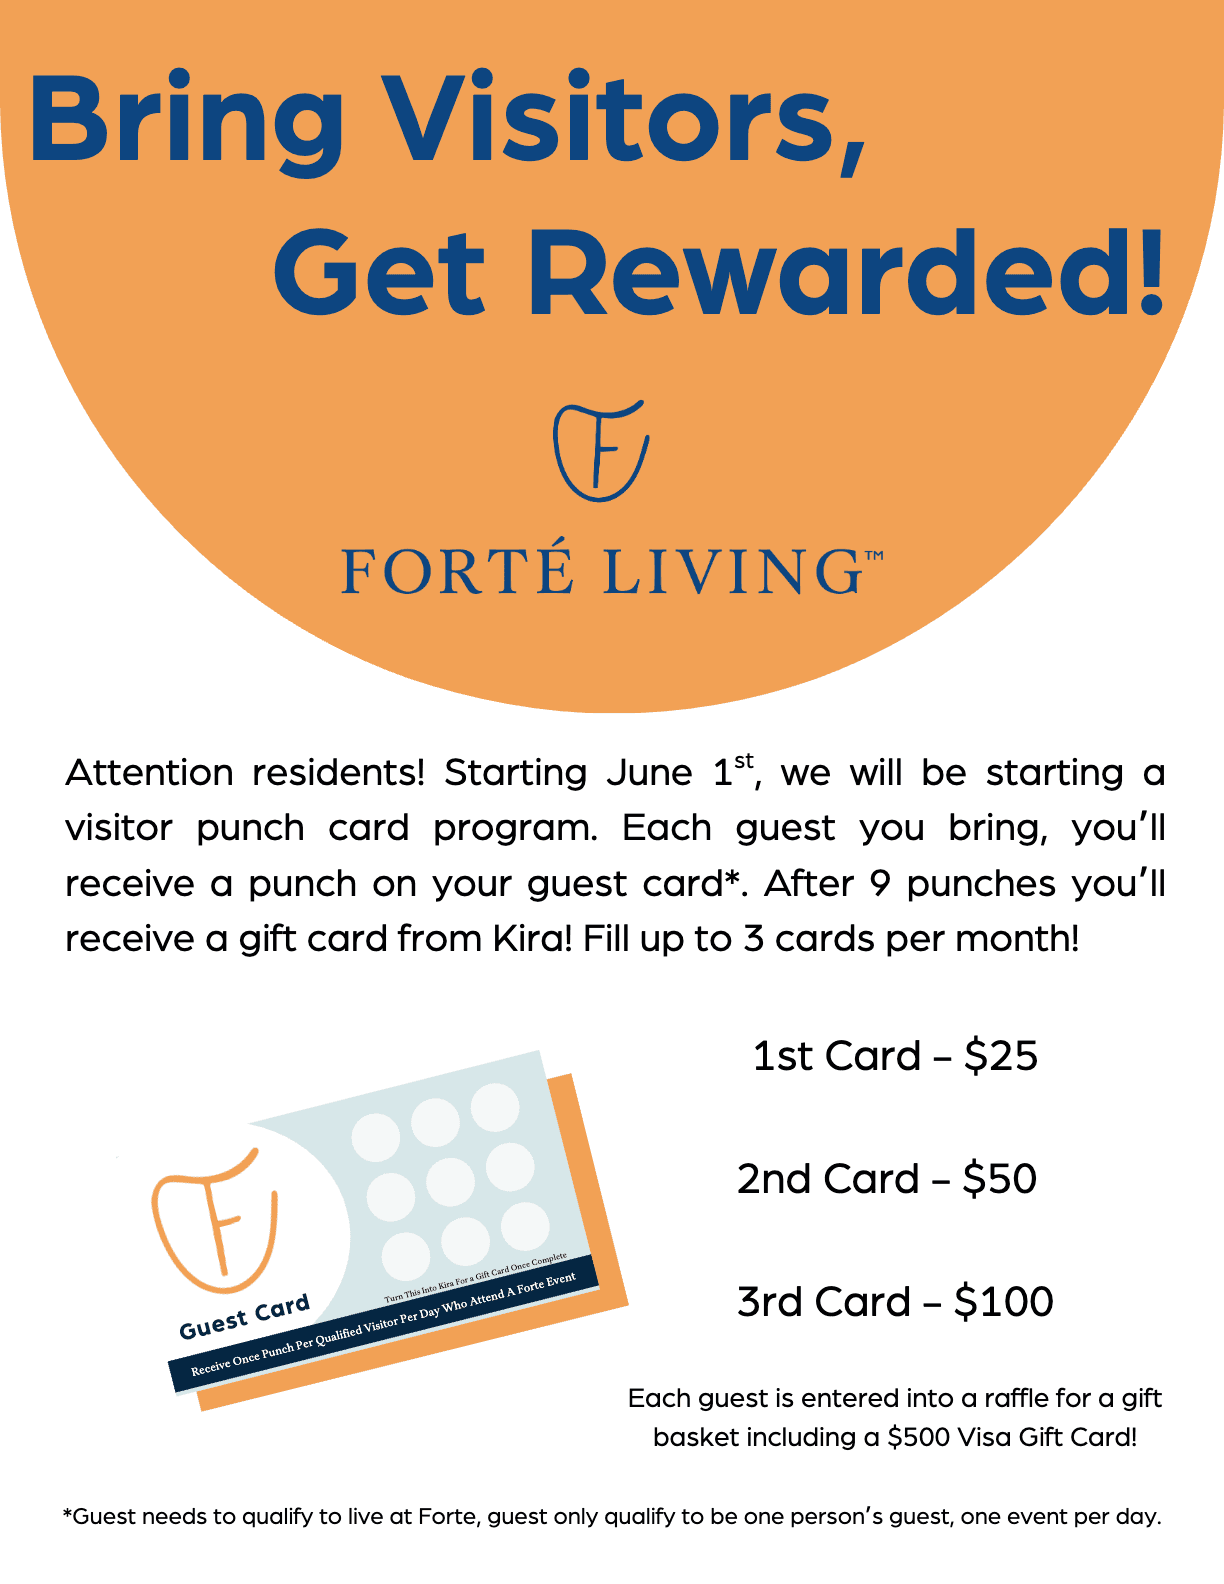 Bring Visitors,
Get Rewarded!
F
FORTÉ LIVING™
Attention residents! Starting June 1st, we will be starting a
visitor punch card program. Each guest you bring, you’ll
receive a punch on your guest card*. After 9 punches you’ll
receive a gift card from Kira! Fill up to 3 cards per month!
1st Card – $25
2nd Card – $50
3rd Card – $100
F
Guest Card
Turn This Into Kira For a Gift Card Once Complete
Receive Once Punch Per Qualified Visitor Per Day Who Attend A Forte Event
Each guest is entered into a raffle for a gift
basket including a $500 Visa Gift Card!
*Guest needs to qualify to live at Forte, guest only qualify to be one person’s guest, one event per day.